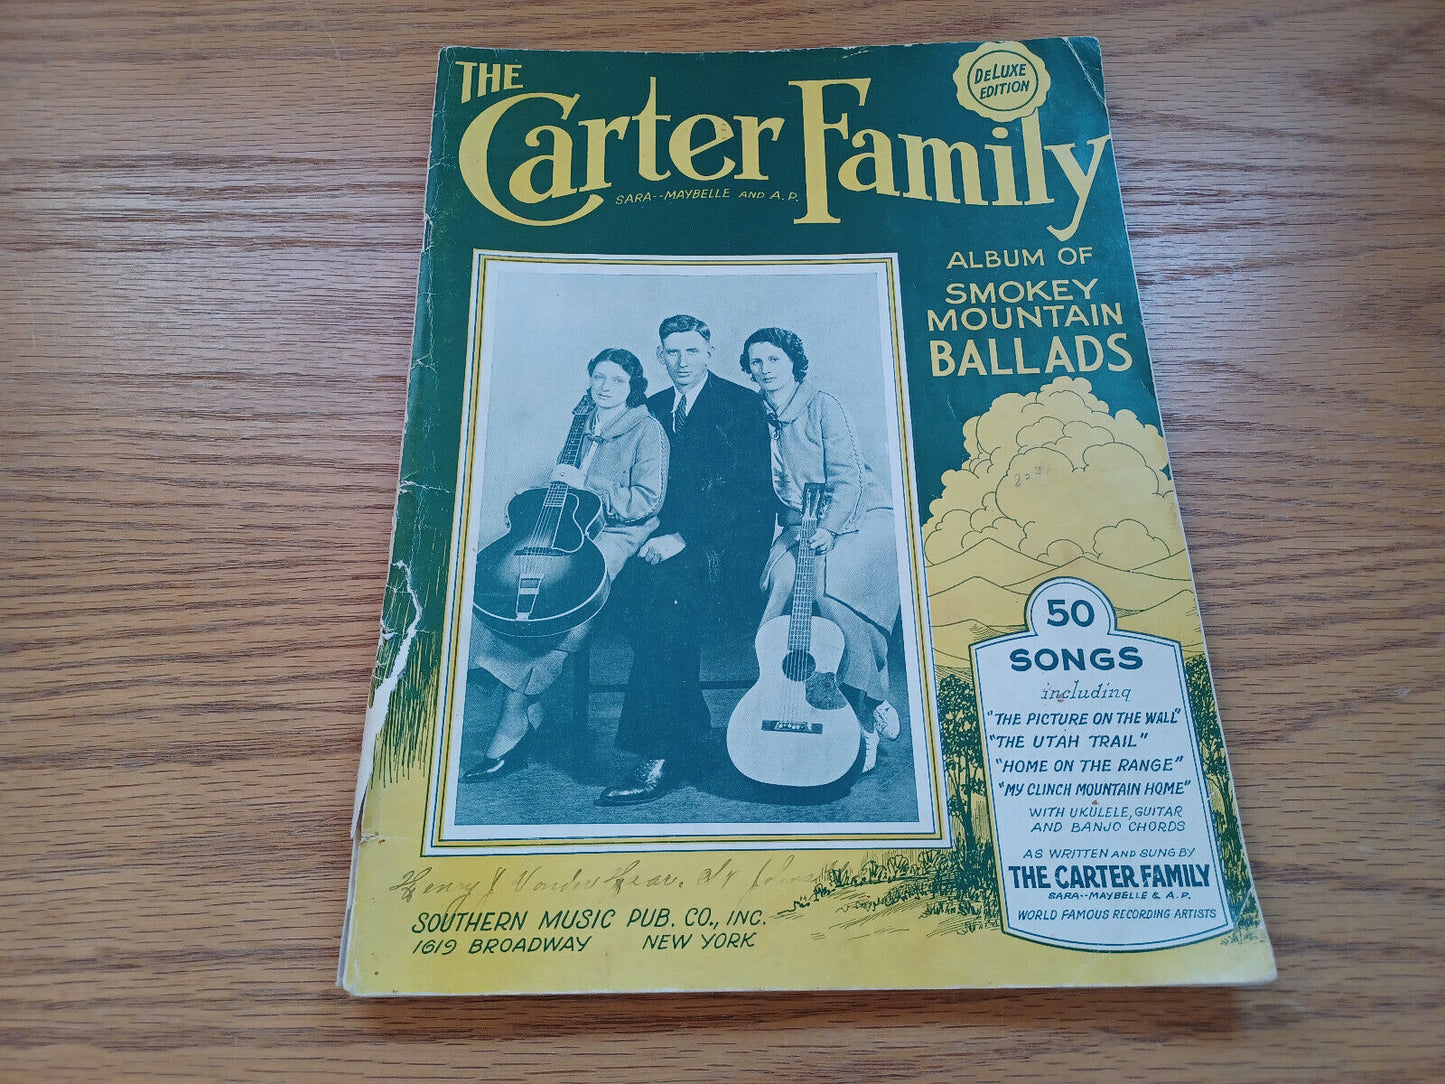 THE
Carter Family
SARA--MAYBELLE AND A.P.
DELUXE
EDITION
ALBUM OF
SMOKEY
MOUNTAIN
BALLADS
50
SONGS
including
"THE PICTURE ON THE WALL"
"THE UTAH TRAIL"
"HOME ON THE RANGE"
"MY CLINCH MOUNTAIN HOME"
WITH UKULELE, GUITAR
AND BANJO CHORDS
AS WRITTEN AND SUNG BY
THE CARTER FAMILY
SARA--MAYBELLE & A.P.
WORLD FAMOUS RECORDING ARTISTS
Henry
SOUTHERN MUSIC PUB. CO., INC.
1619 BROADWAY NEW YORK